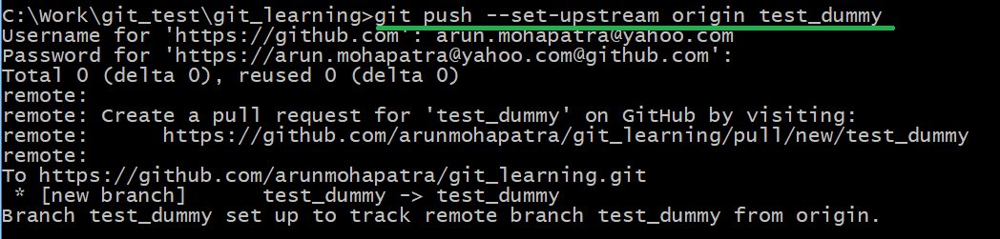 C:\Work\git_test\git_learning>git push --set-upstream origin test_dummy
Username for 'https://github.com': arun.mohapatra@yahoo.com
Password for 'https://arun.mohapatra@yahoo.com@github.com':
Total 0 (delta 0), reused 0 (delta 0)
remote:
remote: Create a pull request for 'test_dummy' on GitHub by visiting:
remote:      https://github.com/arunmohapatra/git_learning/pull/new/test_dummy
remote:
To https://github.com/arunmohapatra/git_learning.git
 * [new branch]      test_dummy -> test_dummy
Branch test_dummy set up to track remote branch test_dummy from origin.